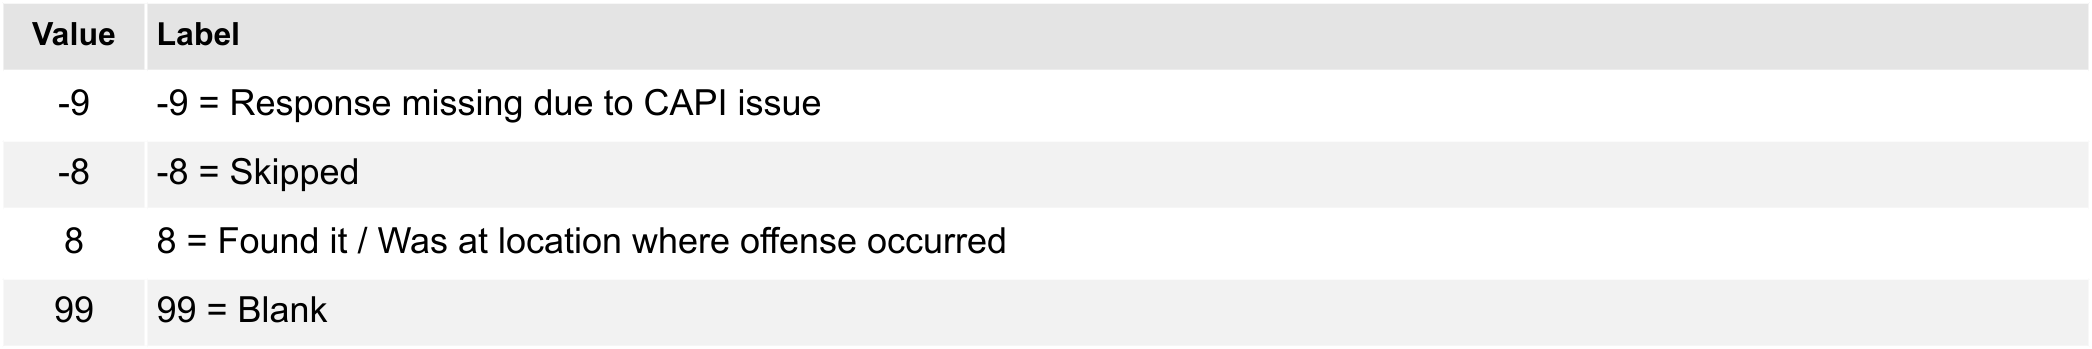 Value Label
-9 -9 = Response missing due to CAPI issue
-8 -8 = Skipped
8 8 = Found it / Was at location where offense occurred
99 99 = Blank